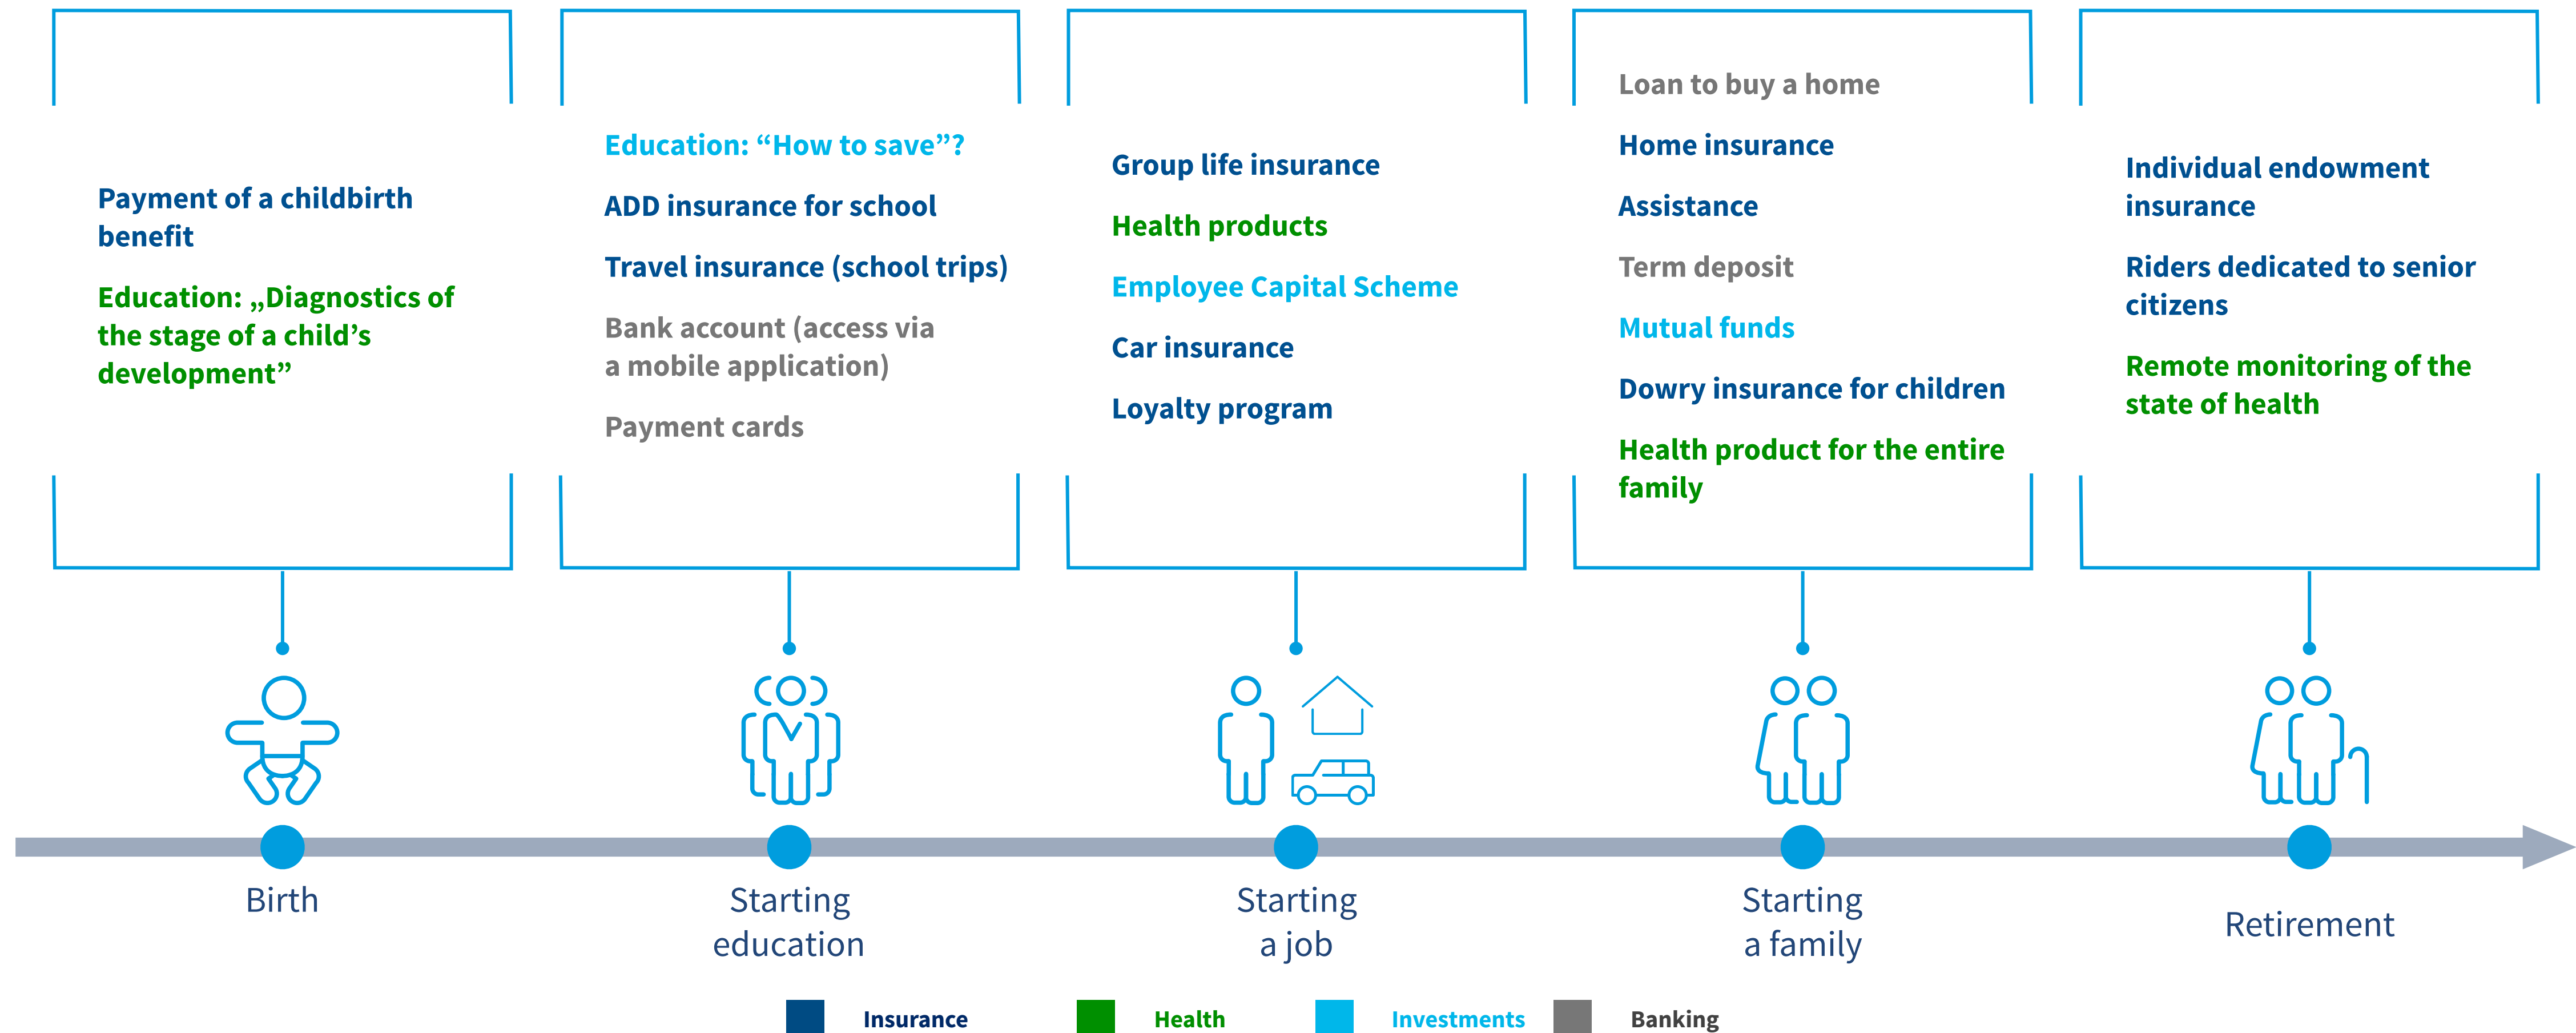 Payment of a childbirth
benefit
Education: „Diagnostics of
the stage of a child’s
development”
Education: “How to save”?
ADD insurance for school
Travel insurance (school trips)
Bank account (access via
a mobile application)
Payment cards
Group life insurance
Health products
Employee Capital Scheme
Car insurance
Loyalty program
Loan to buy a home
Home insurance
Assistance
Term deposit
Mutual funds
Dowry insurance for children
Health product for the entire
family
Individual endowment
insurance
Riders dedicated to senior
citizens
Remote monitoring of the
state of health
Birth
Starting
education
Starting
a job
Starting
a family
Retirement
Insurance
Health
Investments
Banking